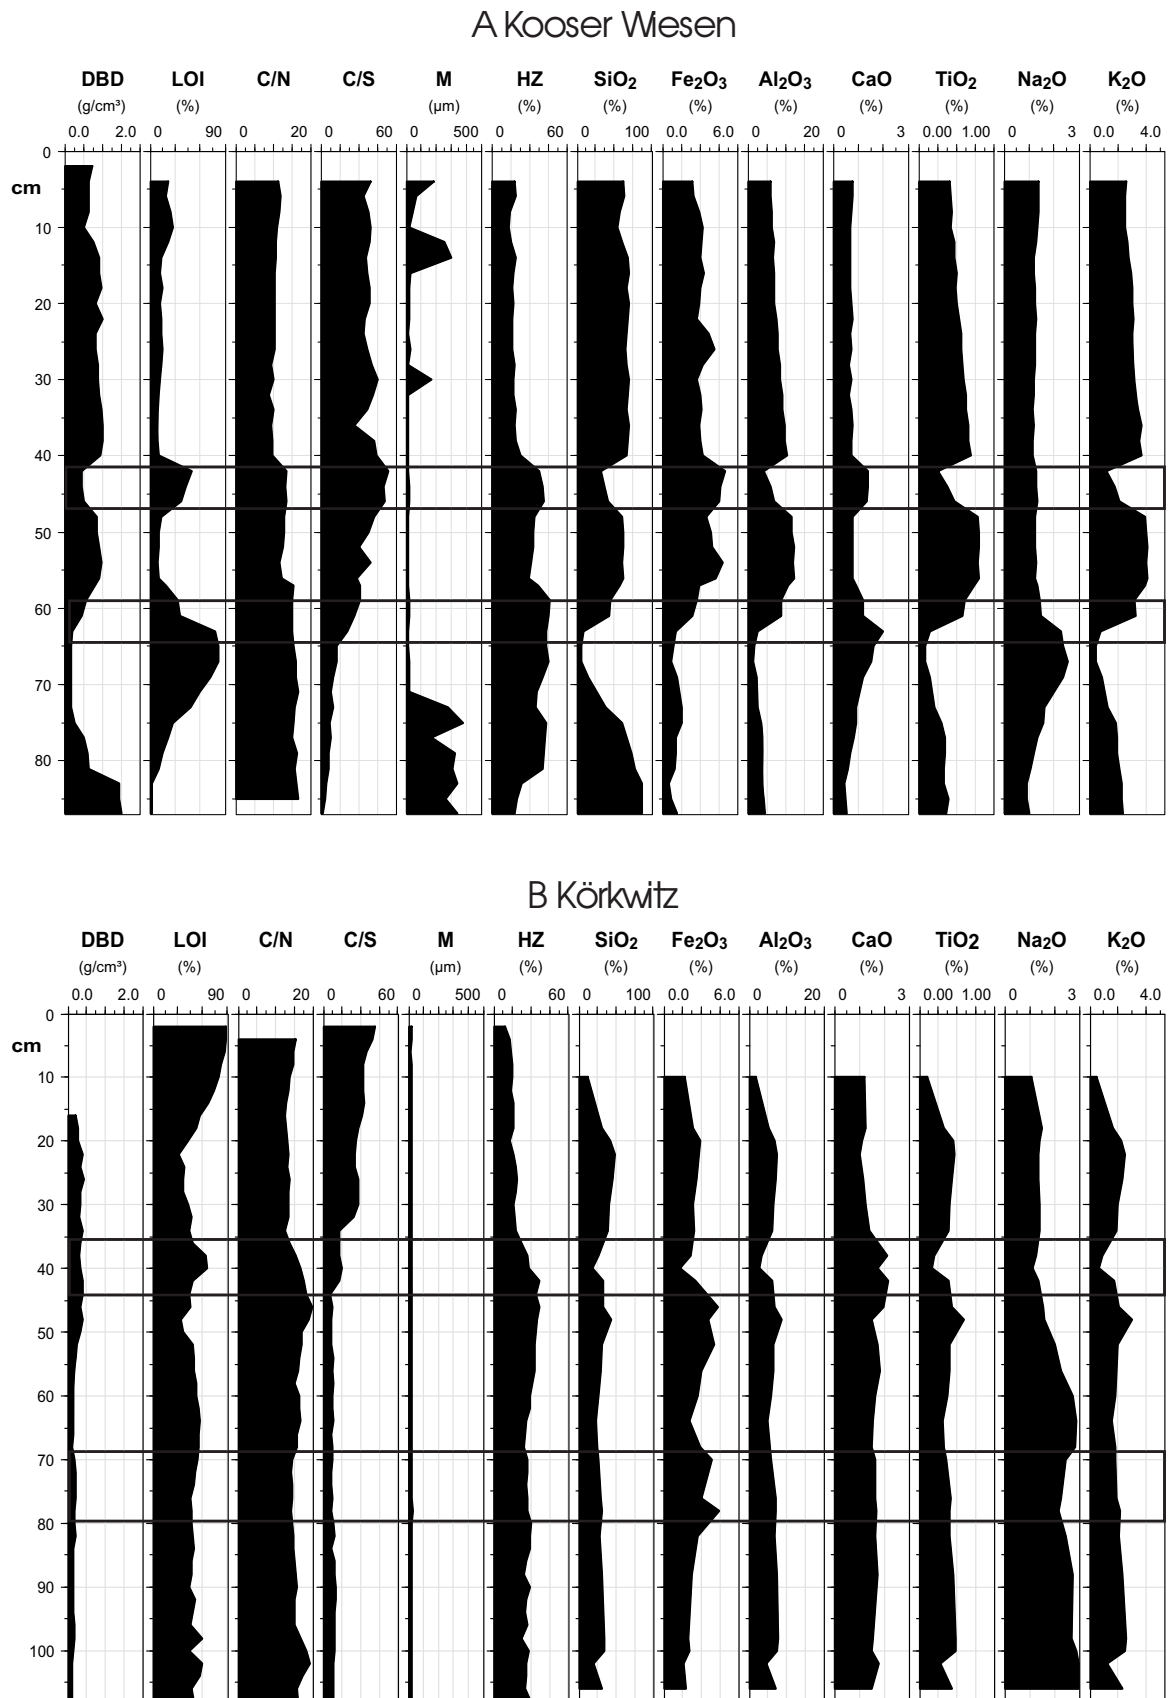 A Kooser Wiesen
DBD LOI C/N C/S M HZ SiO₂ Fe₂O₃ Al₂O₃ CaO TiO₂ Na₂O K₂O
(g/cm³) (%) (µm) (%) (%) (%) (%) (%) (%) (%) (%)
0.0 2.0 0 90 0 20 0 60 0 500 0 60 0 100 0.0 6.0 0 20 0 3 0.00 1.00 0 3 0.0 4.0
0
cm
10
20
30
40
50
60
70
80
B Körkwitz
DBD LOI C/N C/S M HZ SiO₂ Fe₂O₃ Al₂O₃ CaO TiO₂ Na₂O K₂O
(g/cm³) (%) (µm) (%) (%) (%) (%) (%) (%) (%) (%)
0.0 2.0 0 90 0 20 0 60 0 500 0 60 0 100 0.0 6.0 0 20 0 3 0.00 1.00 0 3 0.0 4.0
0
cm
10
20
30
40
50
60
70
80
90
100